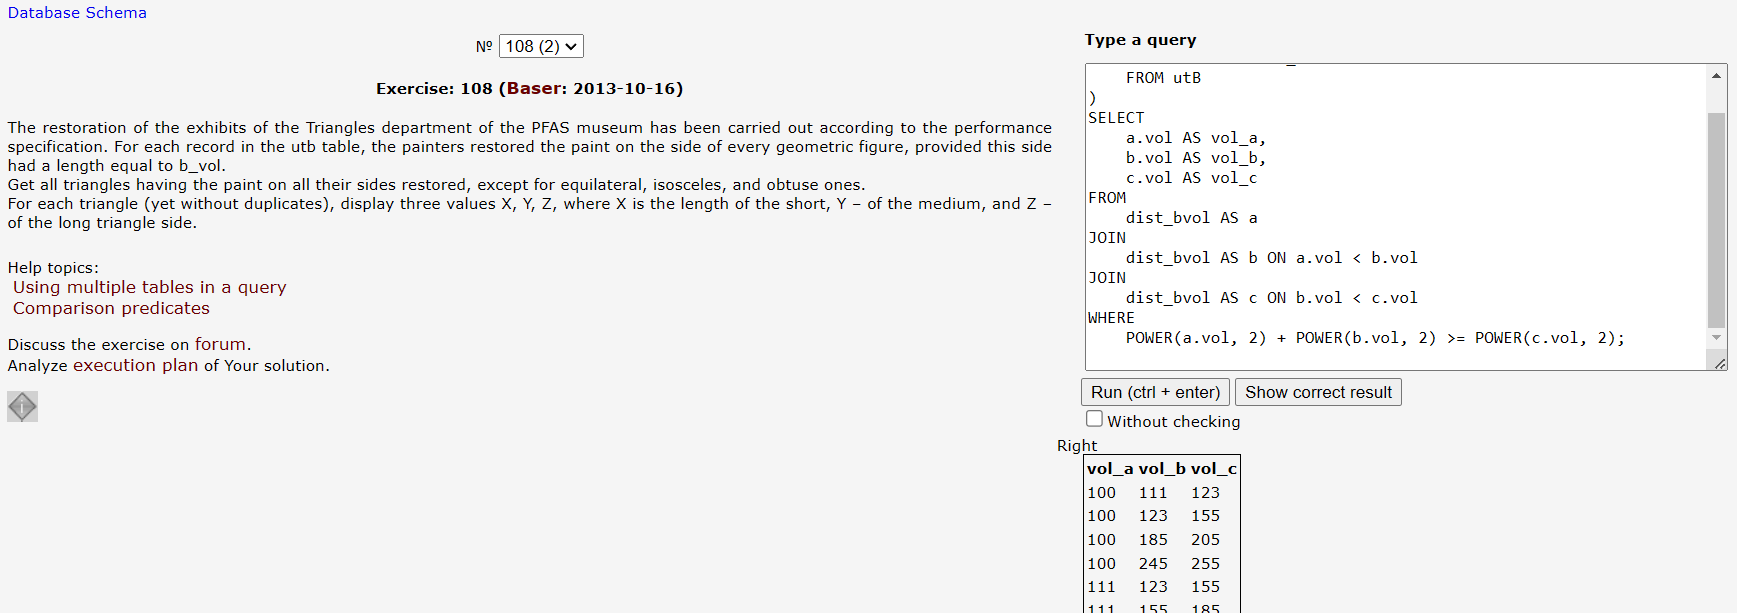 Database Schema
№ 108 (2)
Exercise: 108 (Baser: 2013-10-16)
The restoration of the exhibits of the Triangles department of the PFAS museum has been carried out according to the performance
specification. For each record in the utb table, the painters restored the paint on the side of every geometric figure, provided this side
had a length equal to b_vol.
Get all triangles having the paint on all their sides restored, except for equilateral, isosceles, and obtuse ones.
For each triangle (yet without duplicates), display three values X, Y, Z, where X is the length of the short, Y – of the medium, and Z –
of the long triangle side.
Help topics:
Using multiple tables in a query
Comparison predicates
Discuss the exercise on forum.
Analyze execution plan of Your solution.
Type a query
FROM utB
)
SELECT
a.vol AS vol_a,
b.vol AS vol_b,
c.vol AS vol_c
FROM
dist_bvol AS a
JOIN
dist_bvol AS b ON a.vol < b.vol
JOIN
dist_bvol AS c ON b.vol < c.vol
WHERE
POWER(a.vol, 2) + POWER(b.vol, 2) >= POWER(c.vol, 2);
Run (ctrl + enter) Show correct result
Without checking
Right
vol_a vol_b vol_c
100 111 123
100 123 155
100 185 205
100 245 255
111 123 155
111 155 185